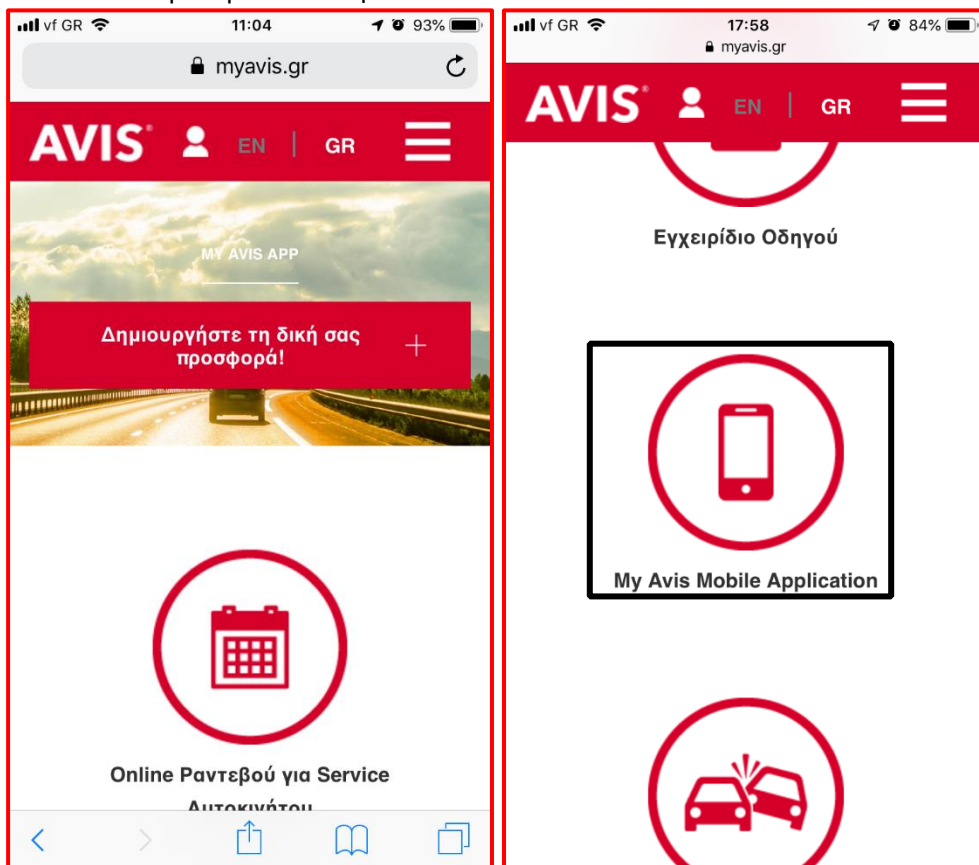 vf GR 11:04 93%
myavis.gr
AVIS EN | GR
MY AVIS APP
Δημιουργήστε τη δική σας
προσφορά!
Online Ραντεβού για Service
Αυτοκινήτου
vf GR 17:58 84%
myavis.gr
AVIS EN | GR
Εγχειρίδιο Οδηγού
My Avis Mobile Application